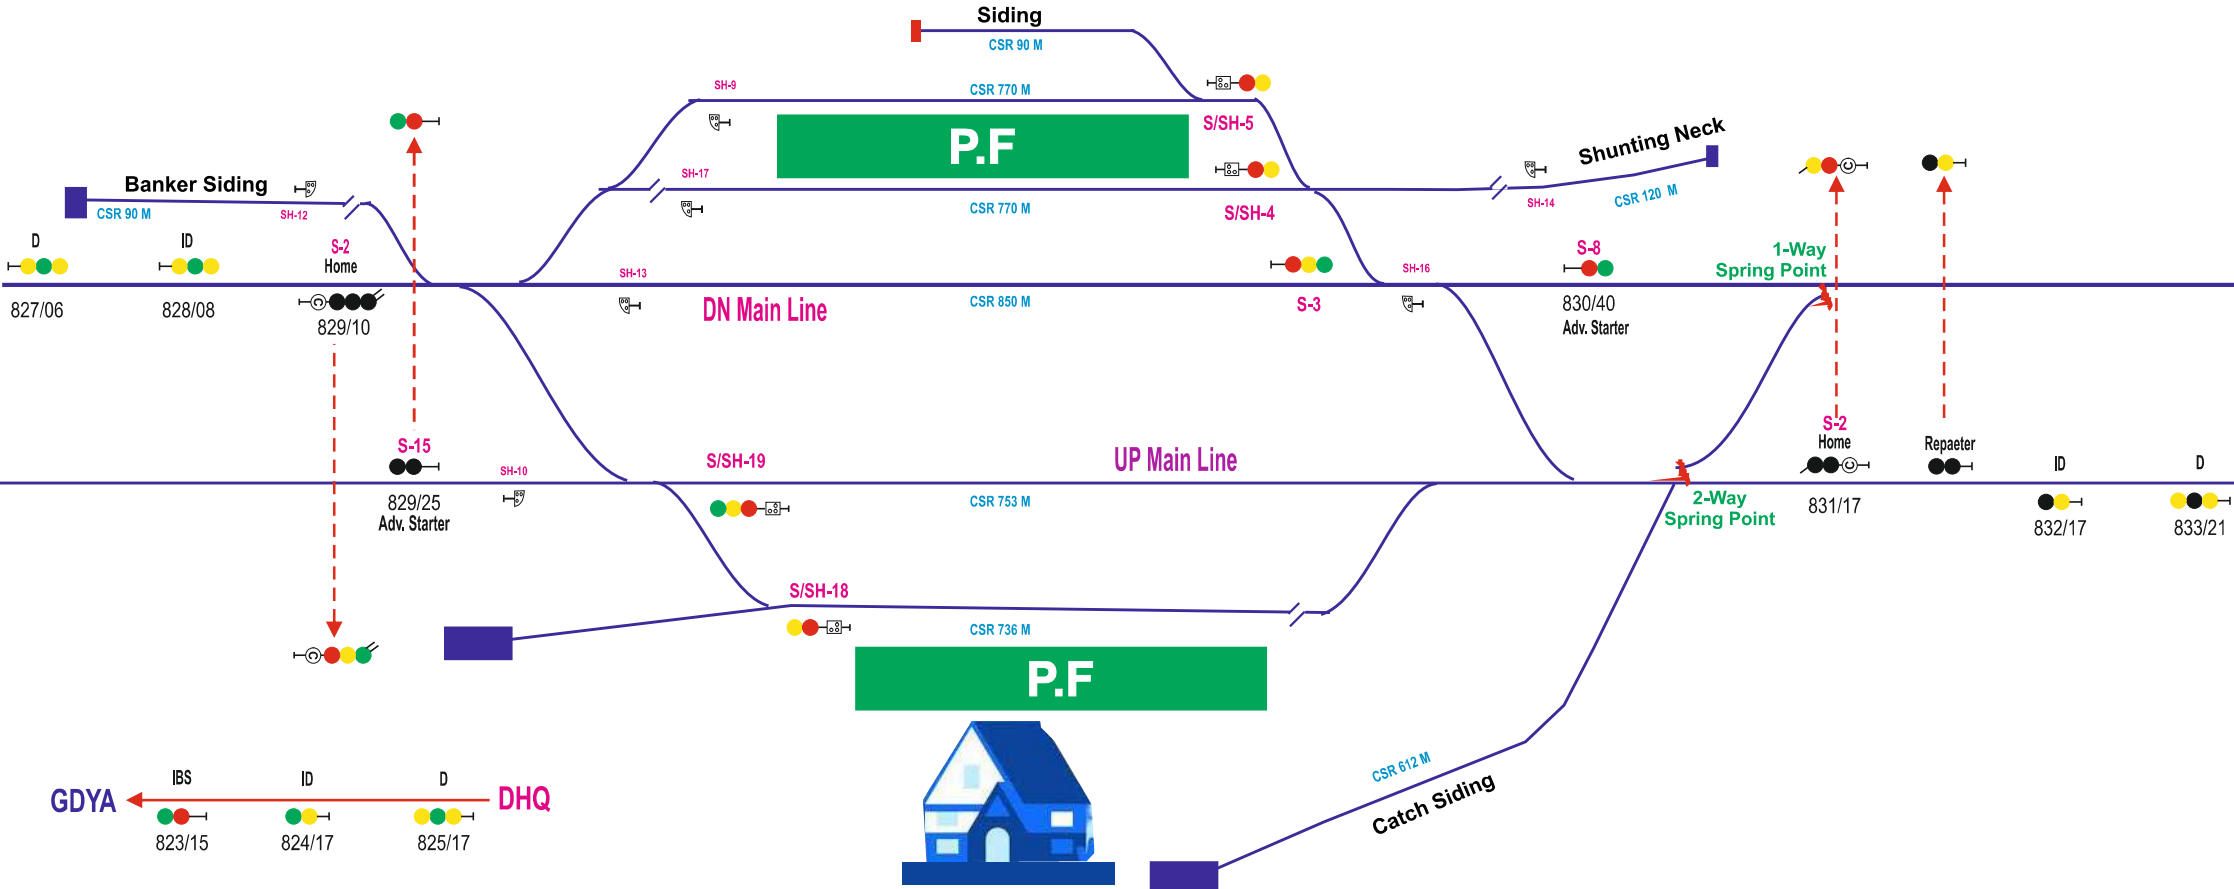 Siding
CSR 90 M
SH-9
CSR 770 M
S/SH-5
P.F
Shunting Neck
Banker Siding
SH-17
CSR 90 M
SH-12
CSR 770 M
S/SH-4
SH-14
CSR 120 M
D
ID
S-2
Home
SH-13
SH-16
S-8
1-Way
Spring Point
827/06
828/08
829/10
DN Main Line
CSR 850 M
S-3
830/40
Adv. Starter
S-15
SH-10
S/SH-19
UP Main Line
S-2
Home
Repaeter
ID
D
829/25
Adv. Starter
CSR 753 M
2-Way
Spring Point
831/17
832/17
833/21
S/SH-18
CSR 736 M
P.F
IBS
ID
D
GDYA
DHQ
823/15
824/17
825/17
CSR 612 M
Catch Siding
C
C
C
C